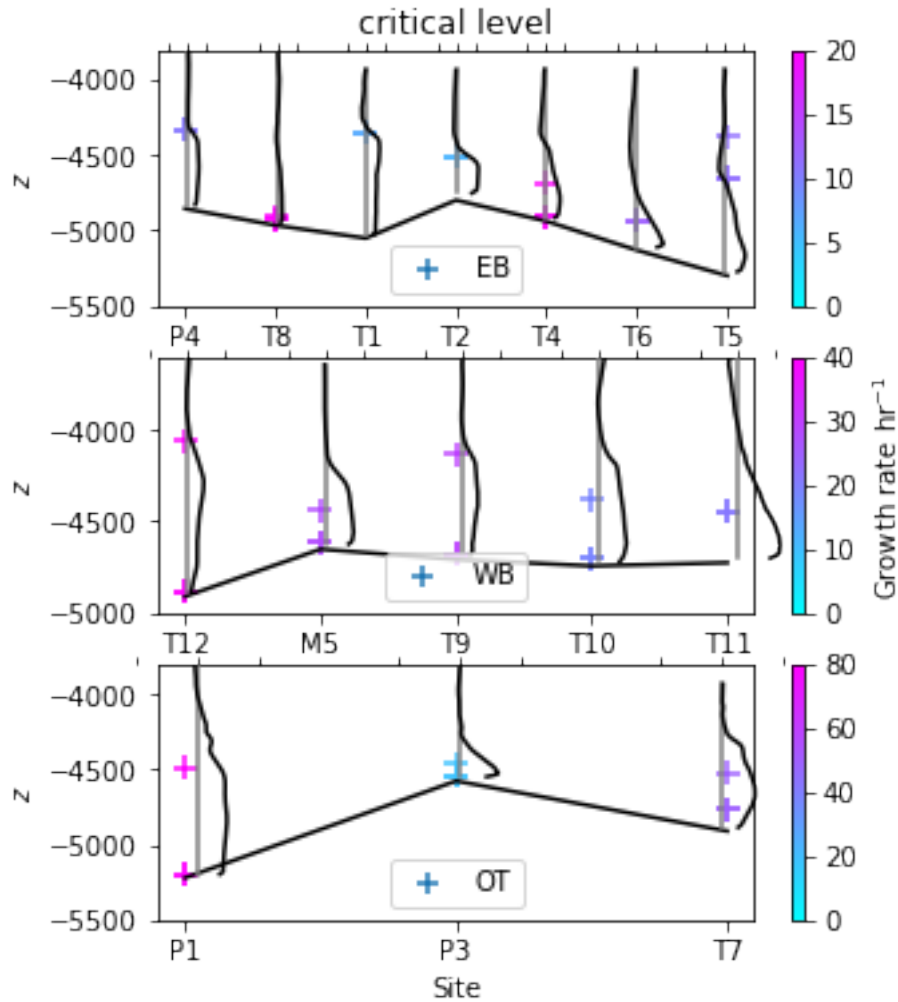 critical level
−4000
−4500
−5000
−5500
z
EB
P4 T8 T1 T2 T4 T6 T5
20
15
10
5
0
−4000
−4500
−5000
z
WB
T12 M5 T9 T10 T11
40
30
20
10
0
Growth rate hr⁻¹
−4000
−4500
−5000
−5500
z
OT
P1 P3 T7
Site
80
60
40
20
0